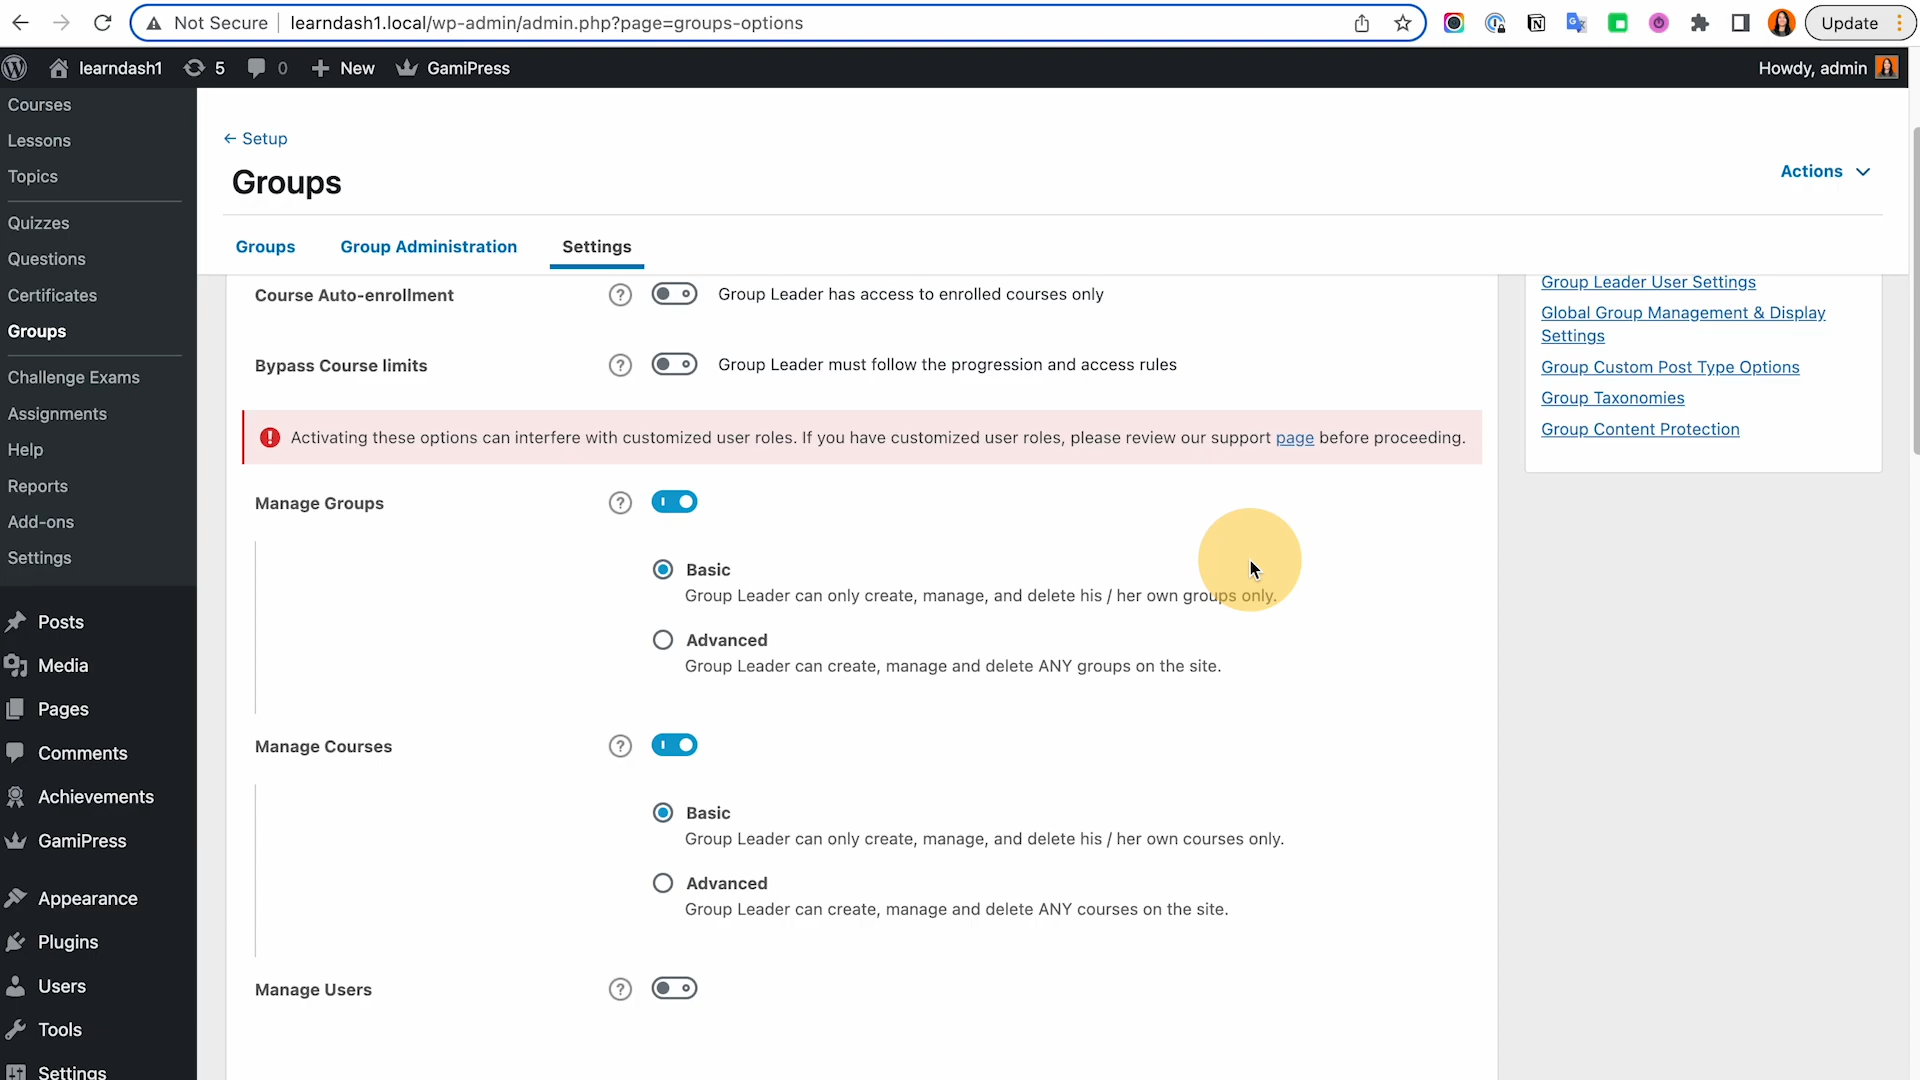 Not Secure
learndash1.local/wp-admin/admin.php?page=groups-options
Update
learndash1
5
0
New
GamiPress
Howdy, admin
Courses
Lessons
Topics
Quizzes
Questions
Certificates
Groups
Challenge Exams
Assignments
Help
Reports
Add-ons
Settings
Posts
Media
Pages
Comments
Achievements
GamiPress
Appearance
Plugins
Users
Tools
Settings
← Setup
Groups
Actions
Groups
Group Administration
Settings
Course Auto-enrollment
Group Leader has access to enrolled courses only
Bypass Course limits
Group Leader must follow the progression and access rules
Activating these options can interfere with customized user roles. If you have customized user roles, please review our support page before proceeding.
Manage Groups
Basic
Group Leader can only create, manage, and delete his / her own groups only.
Advanced
Group Leader can create, manage and delete ANY groups on the site.
Manage Courses
Basic
Group Leader can only create, manage, and delete his / her own courses only.
Advanced
Group Leader can create, manage and delete ANY courses on the site.
Manage Users
Group Leader User Settings
Global Group Management & Display
Settings
Group Custom Post Type Options
Group Taxonomies
Group Content Protection